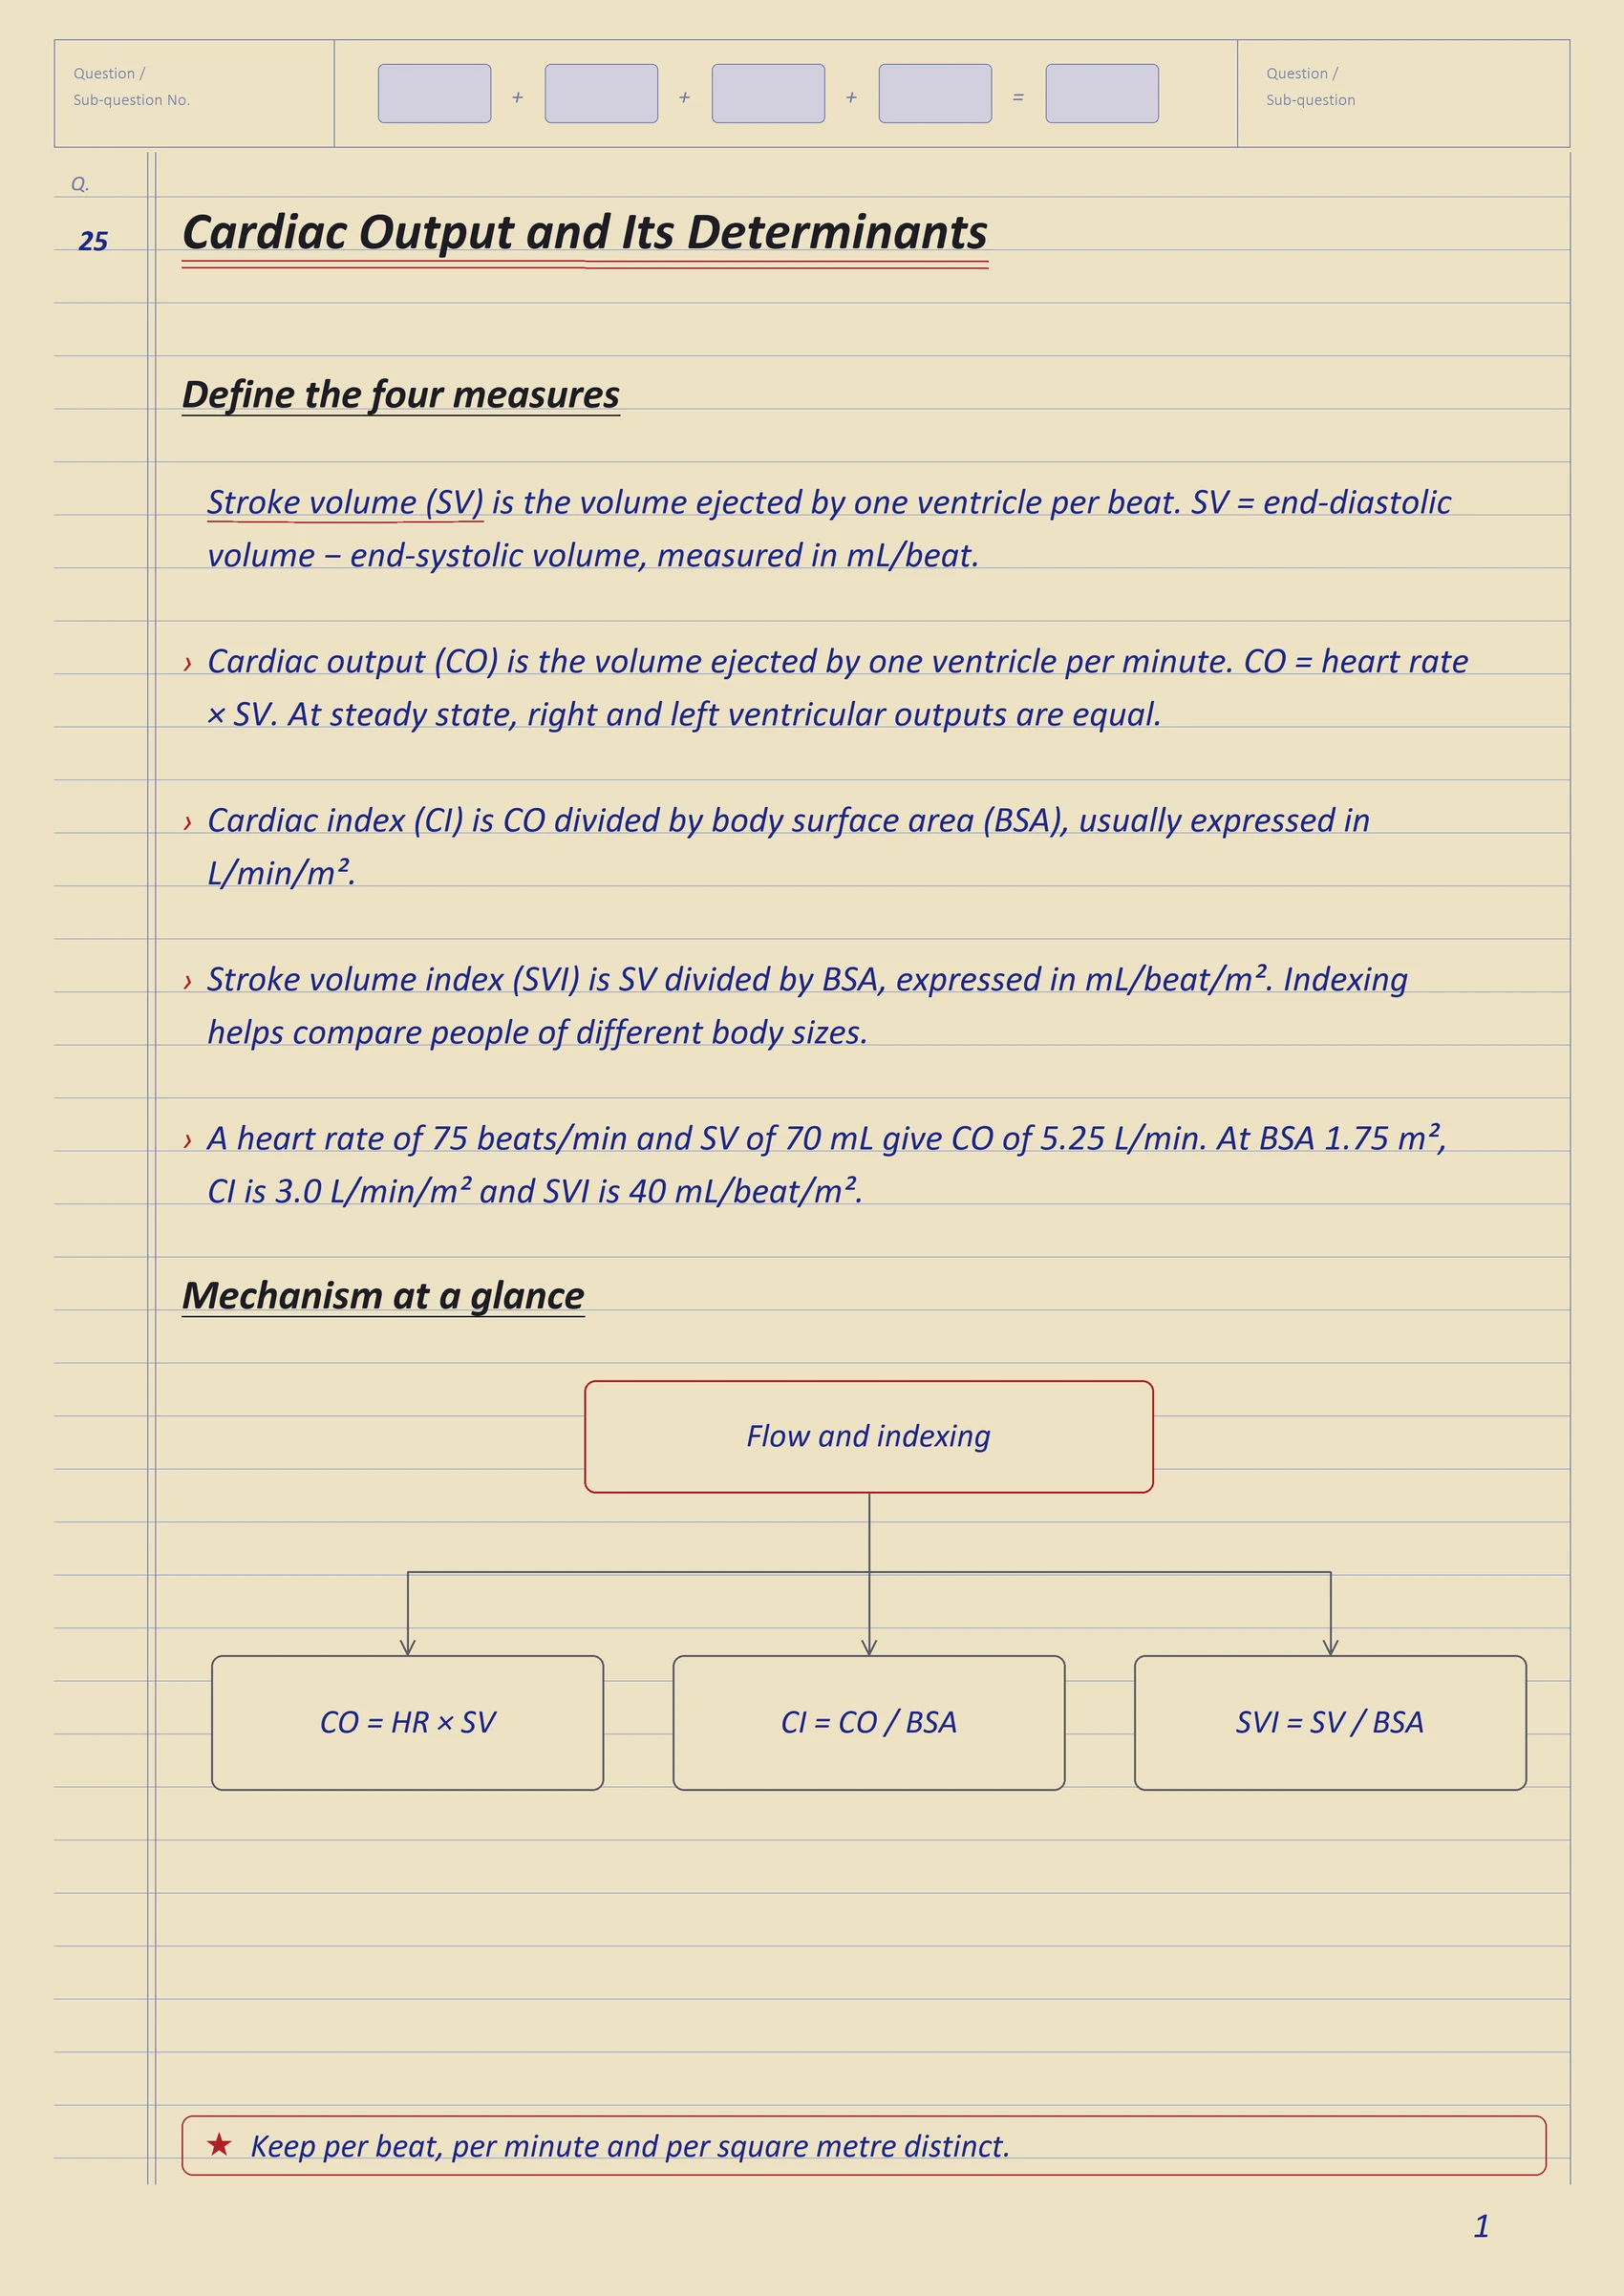 Question /
Sub-question No.
+ + + =
Question /
Sub-question
Q.
25
Cardiac Output and Its Determinants
Define the four measures
Stroke volume (SV) is the volume ejected by one ventricle per beat. SV = end-diastolic
volume − end-systolic volume, measured in mL/beat.
› Cardiac output (CO) is the volume ejected by one ventricle per minute. CO = heart rate
× SV. At steady state, right and left ventricular outputs are equal.
› Cardiac index (CI) is CO divided by body surface area (BSA), usually expressed in
L/min/m².
› Stroke volume index (SVI) is SV divided by BSA, expressed in mL/beat/m². Indexing
helps compare people of different body sizes.
› A heart rate of 75 beats/min and SV of 70 mL give CO of 5.25 L/min. At BSA 1.75 m²,
CI is 3.0 L/min/m² and SVI is 40 mL/beat/m².
Mechanism at a glance
Flow and indexing
CO = HR × SV
CI = CO / BSA
SVI = SV / BSA
★ Keep per beat, per minute and per square metre distinct.
1